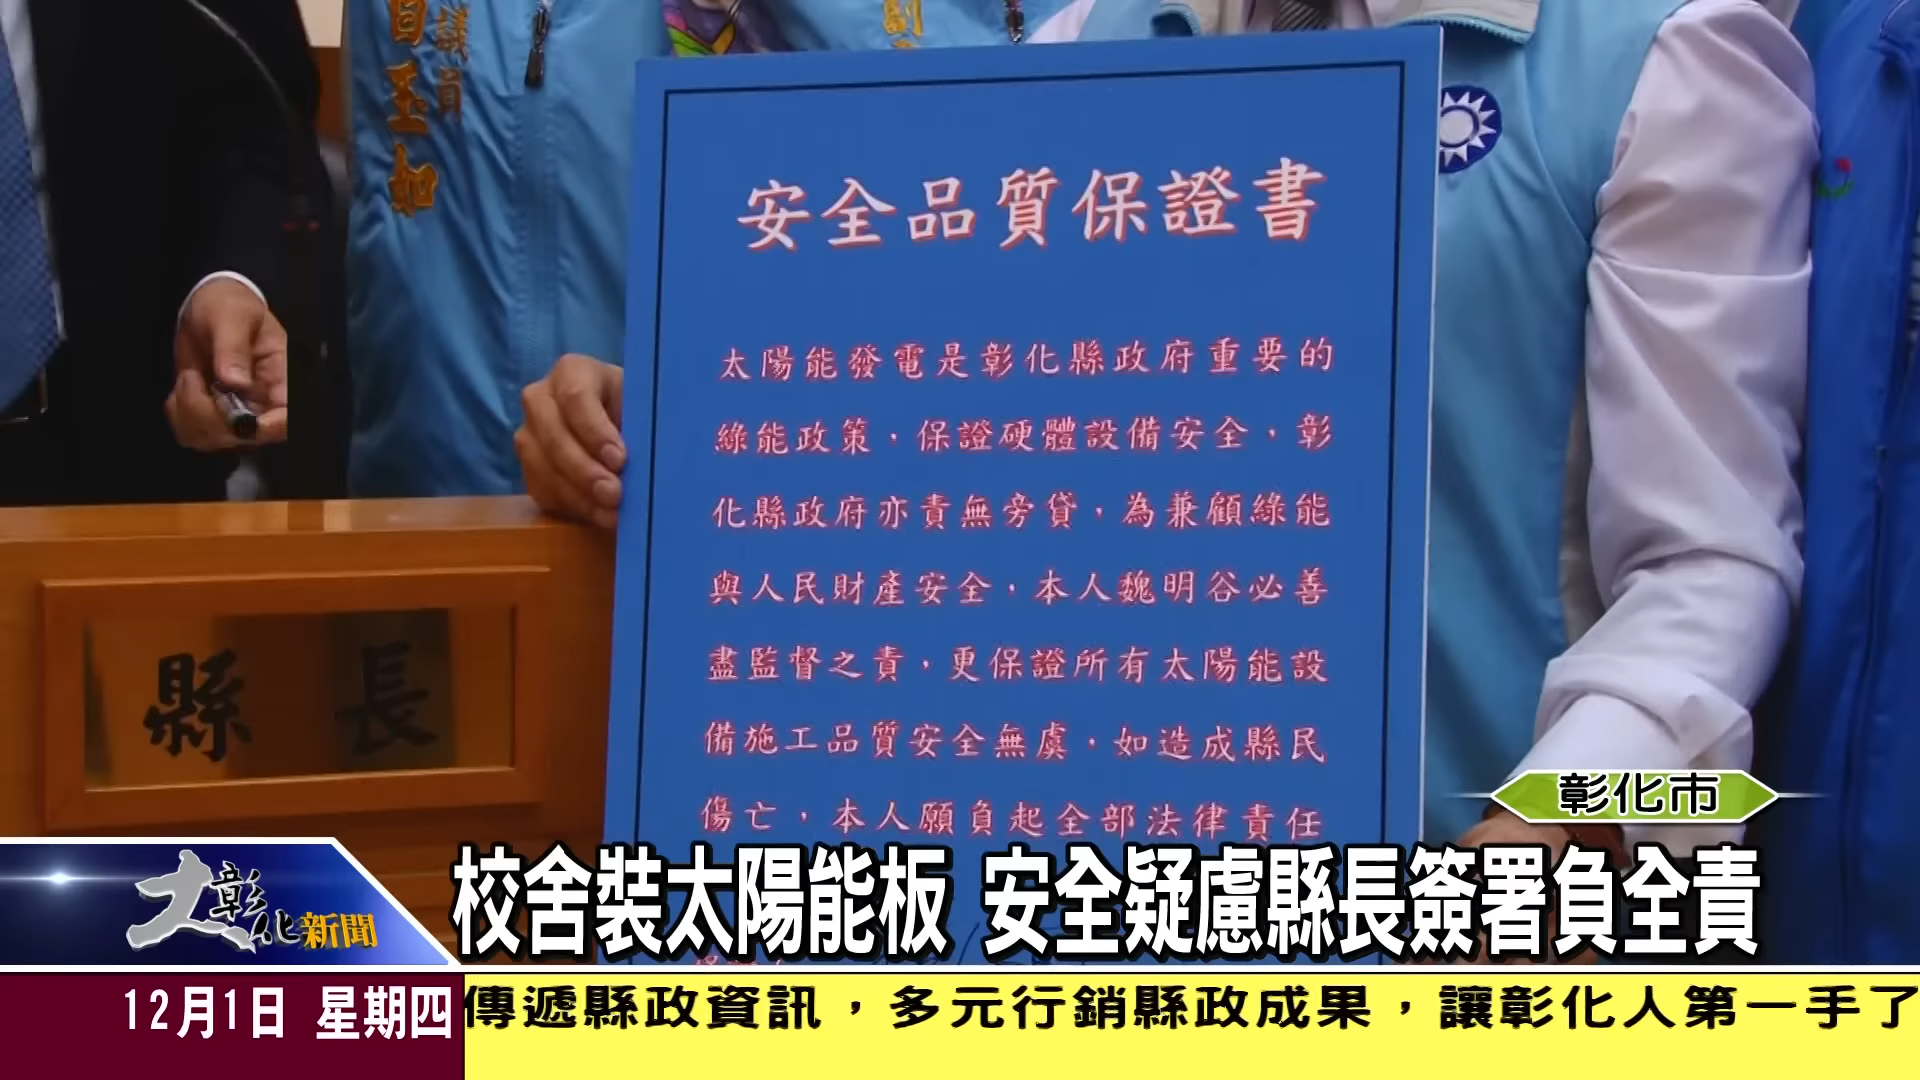 議員
玉如
副
安全品質保證書
太陽能發電是彰化縣政府重要的
綠能政策，保證硬體設備安全，彰
化縣政府亦責無旁貸，為兼顧綠能
與人民財產安全，本人魏明谷必善
盡監督之責，更保證所有太陽能設
備施工品質安全無虞，如造成縣民
傷亡，本人願負起全部法律責任
縣長
彰化市
校舍裝太陽能板 安全疑慮縣長簽署負全責
大彰化新聞
12月1日 星期四
傳遞縣政資訊，多元行銷縣政成果，讓彰化人第一手了